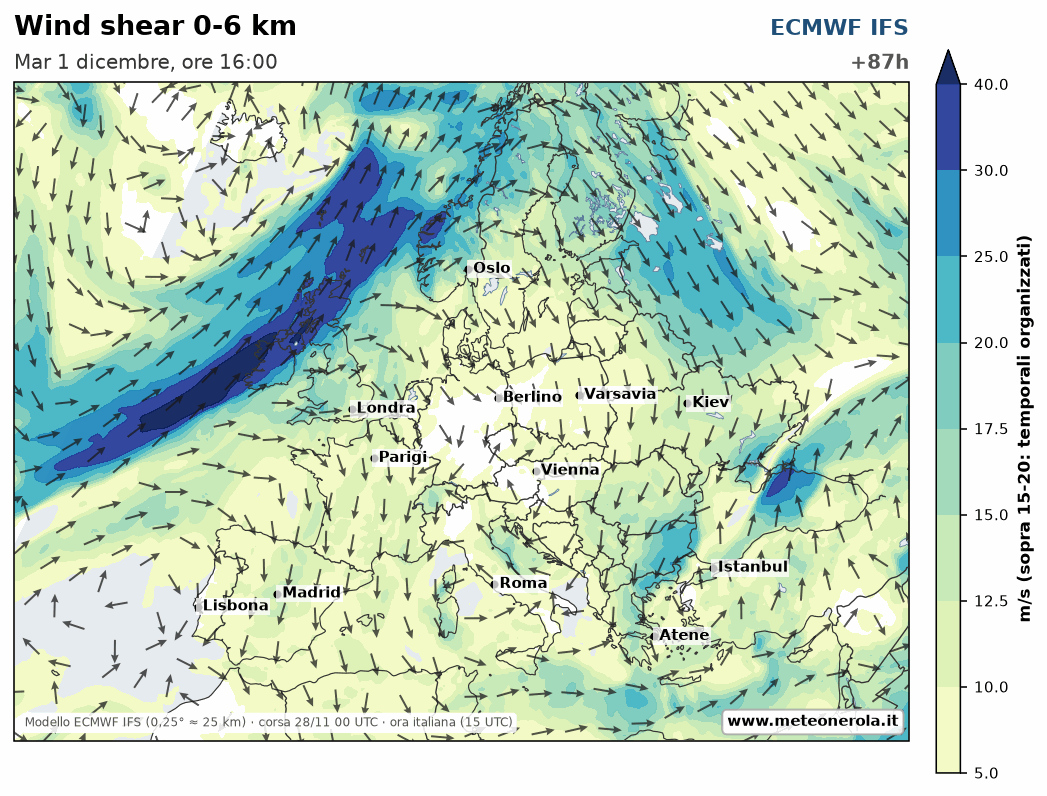 Wind shear 0-6 km
ECMWF IFS
Mar 1 dicembre, ore 16:00
+87h
40.0
30.0
25.0
20.0
17.5
15.0
12.5
10.0
5.0
m/s (sopra 15-20: temporali organizzati)
Oslo
Berlino
Varsavia
Kiev
Londra
Parigi
Vienna
Istanbul
Roma
Madrid
Lisbona
Atene
Modello ECMWF IFS (0,25° ≈ 25 km) · corsa 28/11 00 UTC · ora italiana (15 UTC)
www.meteonerola.it